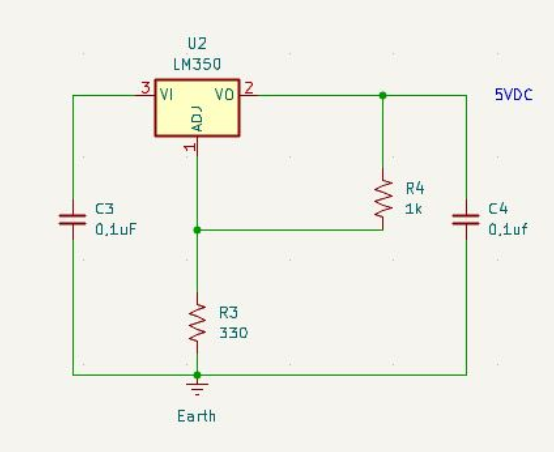 U2
LM350
3
VI
VO
2
5VDC
ADJ
1
R4
1k
C3
0,1uF
C4
0,1uf
R3
330
Earth